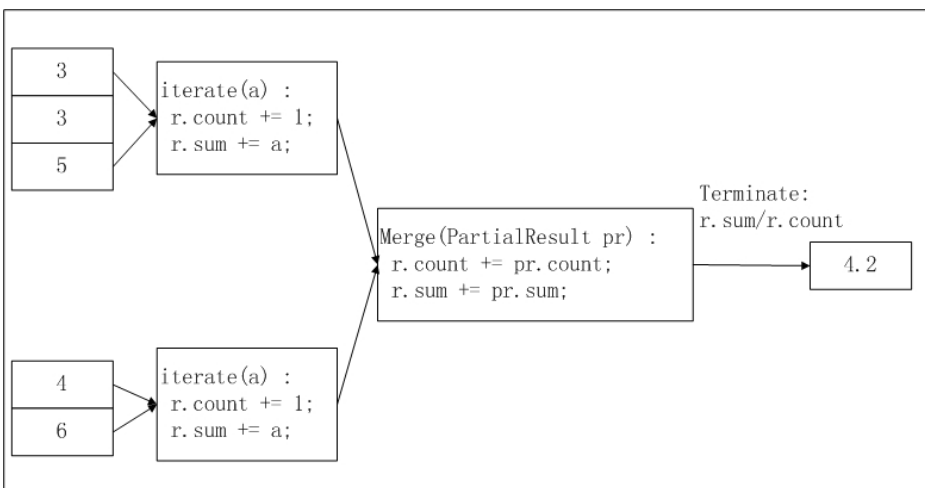 3
3
5
iterate(a) :
r.count += 1;
r.sum += a;
Terminate:
r.sum/r.count
Merge(PartialResult pr) :
r.count += pr.count;
r.sum += pr.sum;
4.2
4
6
iterate(a) :
r.count += 1;
r.sum += a;